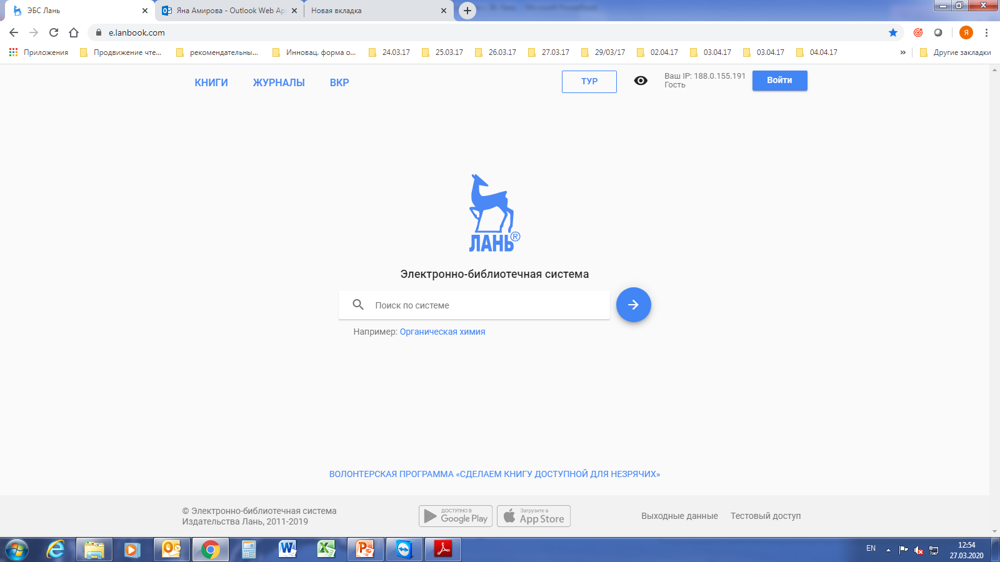 ЭБС Лань
Яна Амирова - Outlook Web Ap
Новая вкладка
e.lanbook.com
Я
Приложения
Продвижение чте...
рекомендательны...
Инновац. форма о...
24.03.17
25.03.17
26.03.17
27.03.17
29/03/17
02.04.17
03.04.17
03.04.17
04.04.17
»
Другие закладки
КНИГИ
ЖУРНАЛЫ
ВКР
ТУР
Ваш IP: 188.0.155.191
Гость
Войти
ЛАНЬ®
Электронно-библиотечная система
Поиск по системе
Например: Органическая химия
ВОЛОНТЕРСКАЯ ПРОГРАММА «СДЕЛАЕМ КНИГУ ДОСТУПНОЙ ДЛЯ НЕЗРЯЧИХ»
© Электронно-библиотечная система
Издательства Лань, 2011-2019
ДОСТУПНО В
Google Play
Загрузите в
App Store
Выходные данные
Тестовый доступ
EN
12:54
27.03.2020